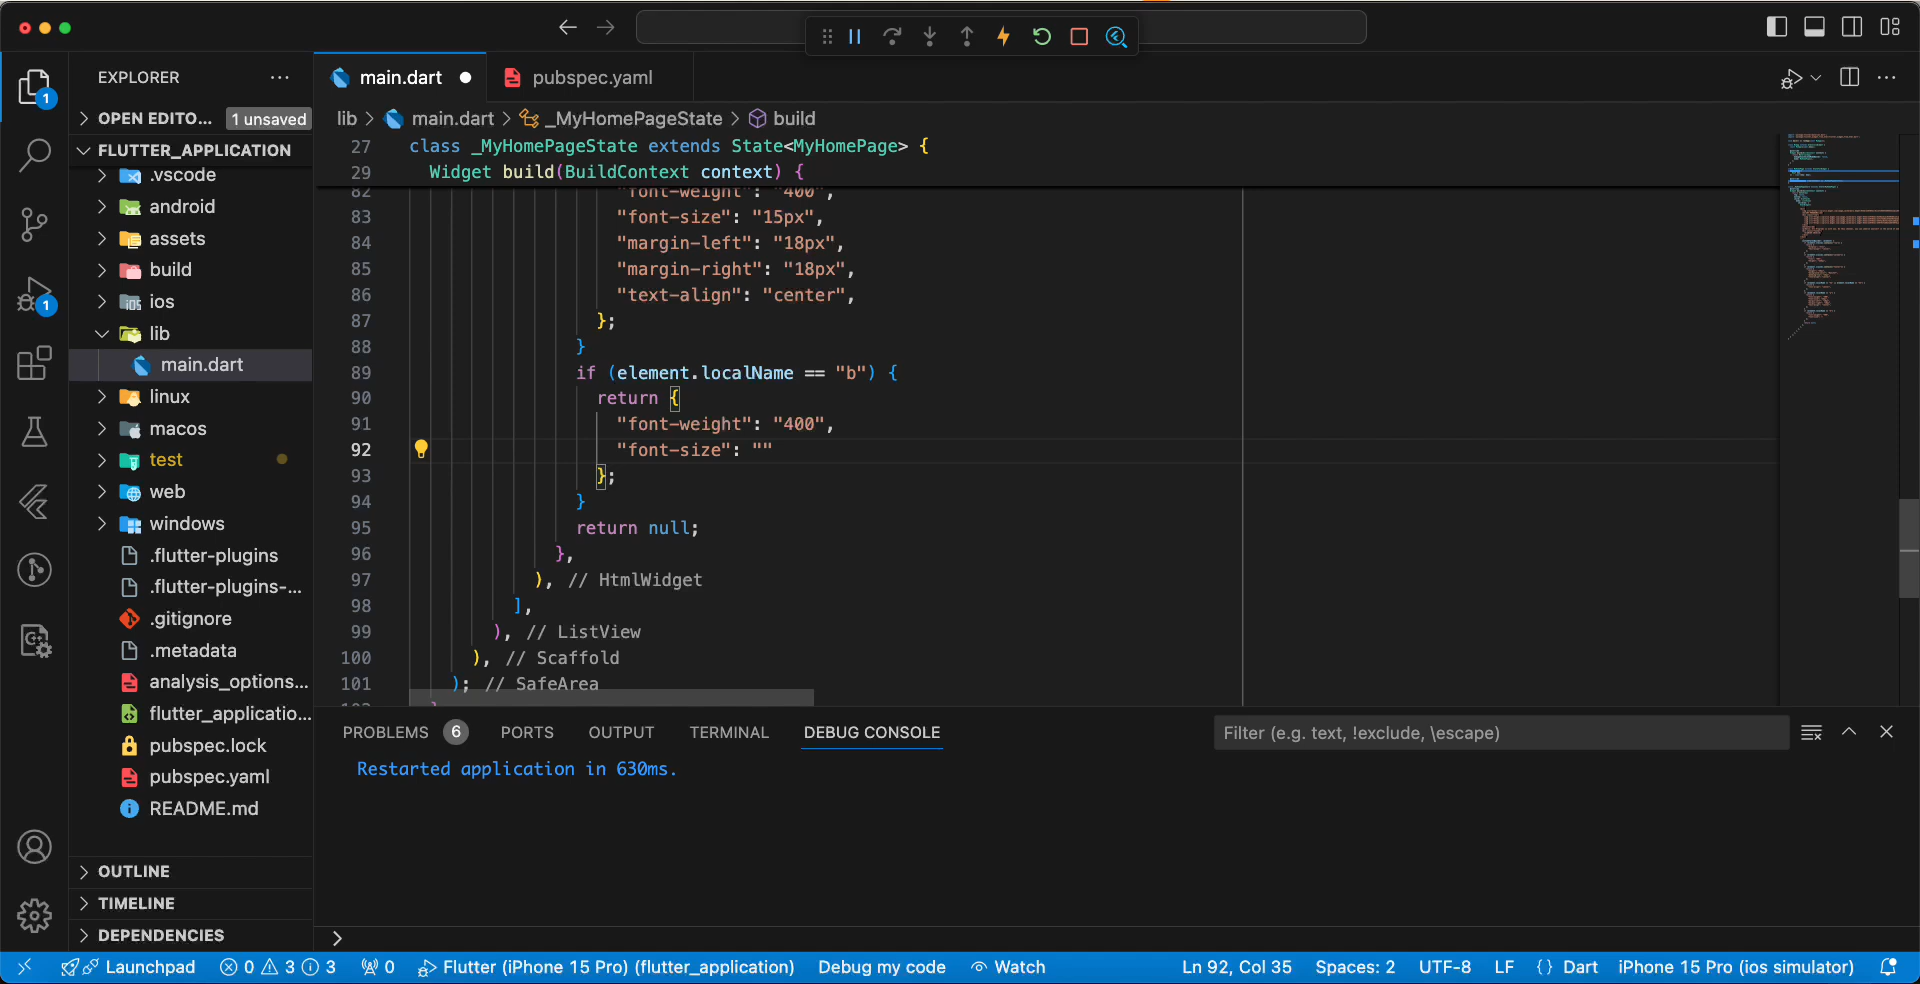 EXPLORER
OPEN EDITO...
1 unsaved
FLUTTER_APPLICATION
.vscode
android
assets
build
ios
lib
main.dart
linux
macos
test
web
windows
.flutter-plugins
.flutter-plugins-...
.gitignore
.metadata
analysis_options...
flutter_applicatio...
pubspec.lock
pubspec.yaml
README.md
OUTLINE
TIMELINE
DEPENDENCIES
1
1
main.dart
pubspec.yaml
lib > main.dart > _MyHomePageState > build
27 class _MyHomePageState extends State<MyHomePage> {
29 Widget build(BuildContext context) {
82 "font-weight": "400",
83 "font-size": "15px",
84 "margin-left": "18px",
85 "margin-right": "18px",
86 "text-align": "center",
87 };
88 }
89 if (element.localName == "b") {
90 return {
91 "font-weight": "400",
92 "font-size": ""
93 };
94 }
95 return null;
96 },
97 ), // HtmlWidget
98 ],
99 ), // ListView
100 ), // Scaffold
101 ); // SafeArea
PROBLEMS 6 PORTS OUTPUT TERMINAL DEBUG CONSOLE
Filter (e.g. text, !exclude, \escape)
Restarted application in 630ms.
>
Launchpad 0 3 3 0 Flutter (iPhone 15 Pro) (flutter_application) Debug my code Watch Ln 92, Col 35 Spaces: 2 UTF-8 LF {} Dart iPhone 15 Pro (ios simulator)